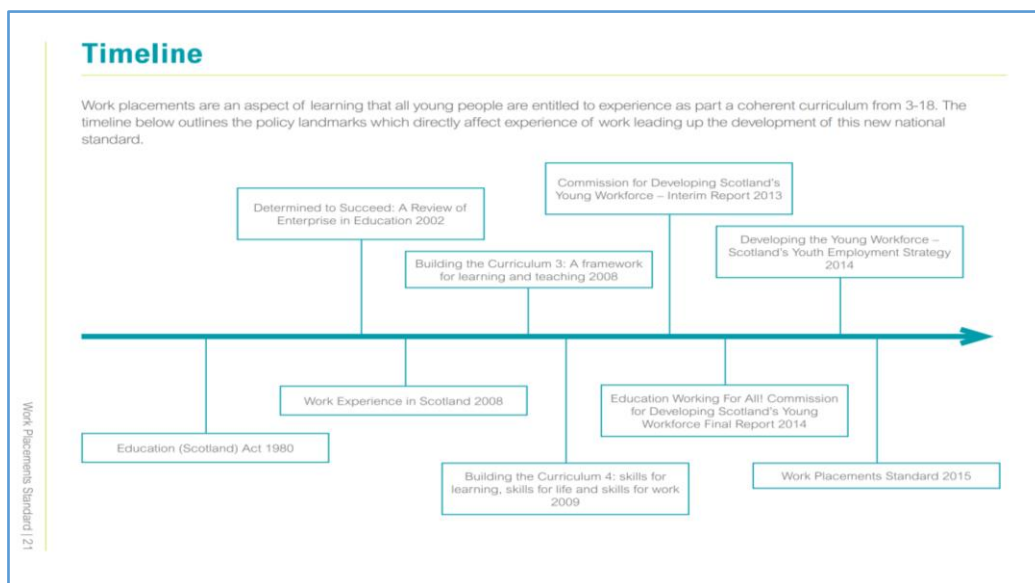 Timeline
Work placements are an aspect of learning that all young people are entitled to experience as part a coherent curriculum from 3-18. The
timeline below outlines the policy landmarks which directly affect experience of work leading up the development of this new national
standard.
Commission for Developing Scotland's
Young Workforce – Interim Report 2013
Determined to Succeed: A Review of
Enterprise in Education 2002
Developing the Young Workforce –
Scotland's Youth Employment Strategy
2014
Building the Curriculum 3: A framework
for learning and teaching 2008
Work Experience in Scotland 2008
Education Working For All! Commission
for Developing Scotland's Young
Workforce Final Report 2014
Education (Scotland) Act 1980
Building the Curriculum 4: skills for
learning, skills for life and skills for work
2009
Work Placements Standard 2015
Work Placements Standard | 21